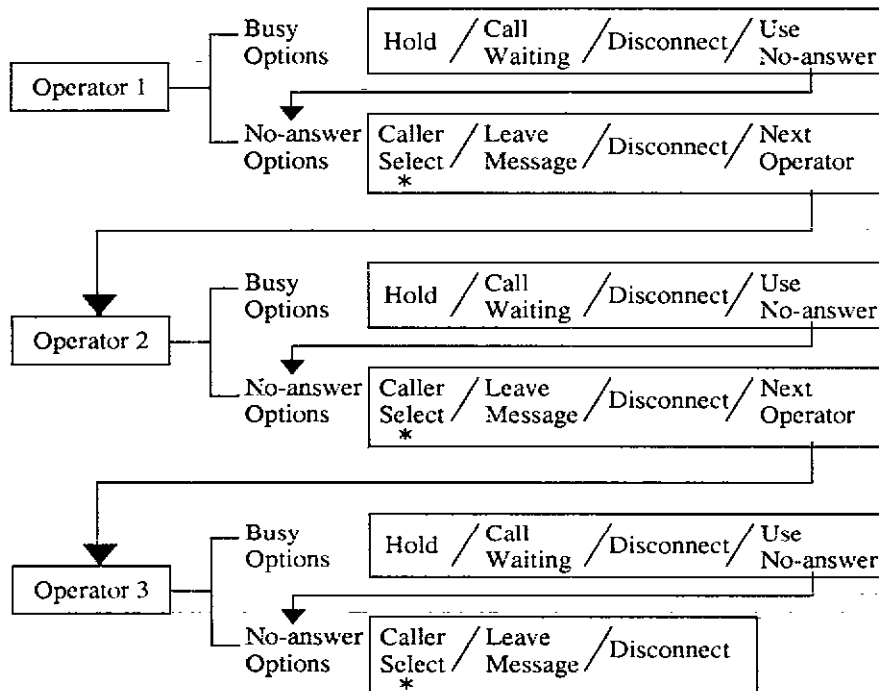 Busy Options
Hold / Call Waiting / Disconnect / Use No-answer
Operator 1
No-answer Options
Caller Select * / Leave Message / Disconnect / Next Operator
Busy Options
Hold / Call Waiting / Disconnect / Use No-answer
Operator 2
No-answer Options
Caller Select * / Leave Message / Disconnect / Next Operator
Busy Options
Hold / Call Waiting / Disconnect / Use No-answer
Operator 3
No-answer Options
Caller Select * / Leave Message / Disconnect